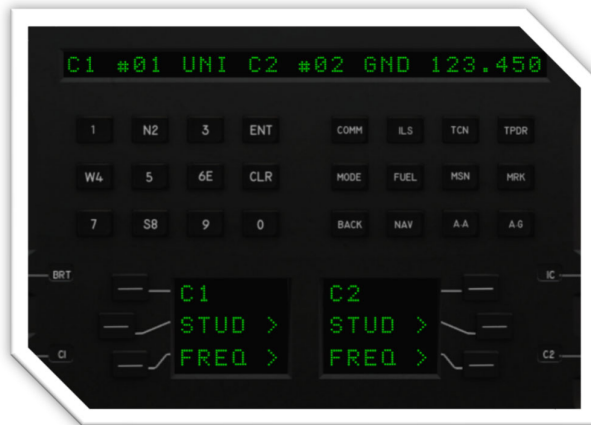 C1 #01 UNI C2 #02 GND 123.450
1 N2 3 ENT COMM ILS TCN TPDR
W4 5 6E CLR MODE FUEL MSN MRK
7 S8 9 0 BACK NAV A-A A-G
BRT IC
C1 C2
STUD > STUD >
FREQ > FREQ >
CI C2